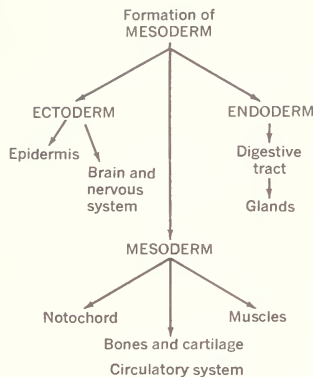 Formation of
MESODERM
ECTODERM
ENDODERM
Epidermis
Brain and
nervous
system
Digestive
tract
Glands
MESODERM
Notochord
Muscles
Bones and cartilage
Circulatory system